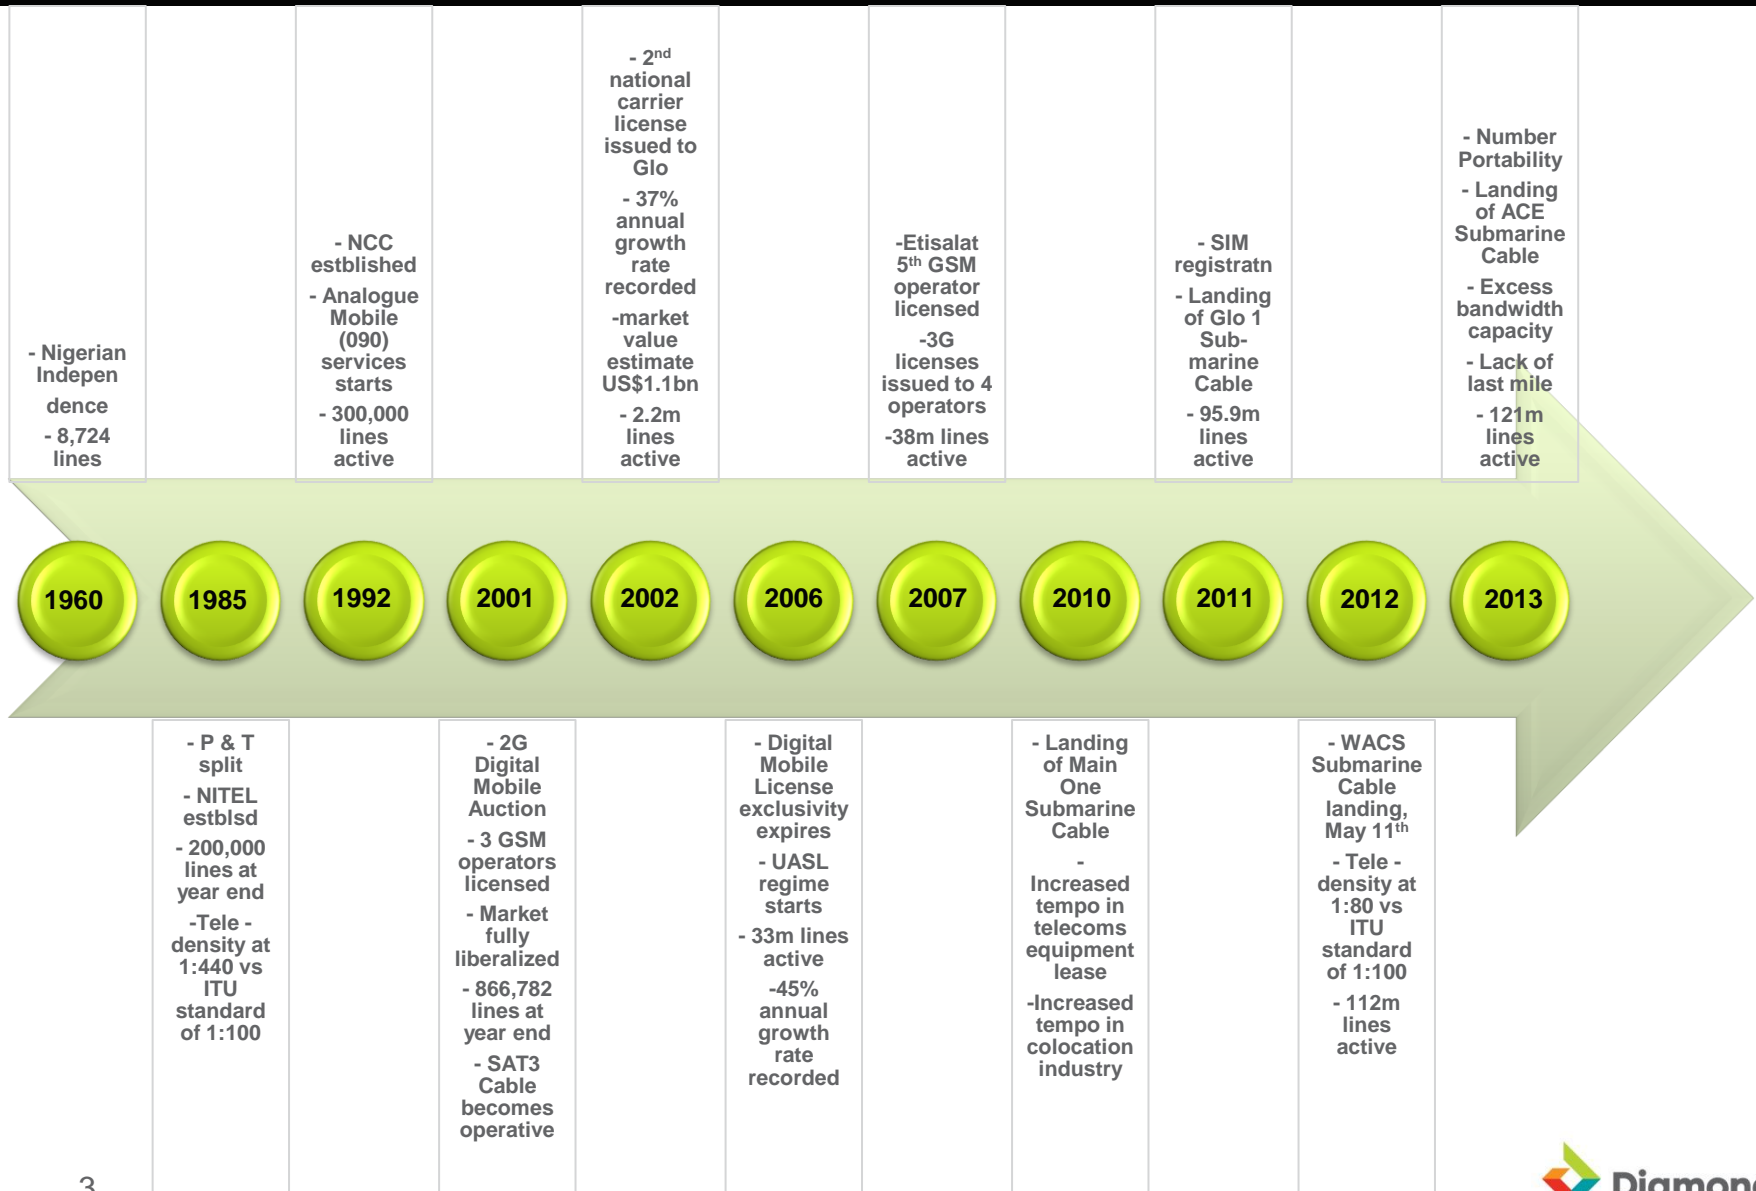 - Nigerian
Indepen
dence
- 8,724
lines
- NCC
estblished
- Analogue
Mobile
(090)
services
starts
- 300,000
lines
active
- 2nd
national
carrier
license
issued to
Glo
- 37%
annual
growth
rate
recorded
-market
value
estimate
US$1.1bn
- 2.2m
lines
active
-Etisalat
5th GSM
operator
licensed
-3G
licenses
issued to 4
operators
-38m lines
active
- SIM
registratn
- Landing
of Glo 1
Sub-
marine
Cable
- 95.9m
lines
active
- Number
Portability
- Landing
of ACE
Submarine
Cable
- Excess
bandwidth
capacity
- Lack of
last mile
- 121m
lines
active
1960
1985
1992
2001
2002
2006
2007
2010
2011
2012
2013
- P & T
split
- NITEL
estblsd
- 200,000
lines at
year end
-Tele -
density at
1:440 vs
ITU
standard
of 1:100
- 2G
Digital
Mobile
Auction
- 3 GSM
operators
licensed
- Market
fully
liberalized
- 866,782
lines at
year end
- SAT3
Cable
becomes
operative
- Digital
Mobile
License
exclusivity
expires
- UASL
regime
starts
- 33m lines
active
-45%
annual
growth
rate
recorded
- Landing
of Main
One
Submarine
Cable
-
Increased
tempo in
telecoms
equipment
lease
-Increased
tempo in
colocation
industry
- WACS
Submarine
Cable
landing,
May 11th
- Tele -
density at
1:80 vs
ITU
standard
of 1:100
- 112m
lines
active
3
Diamond